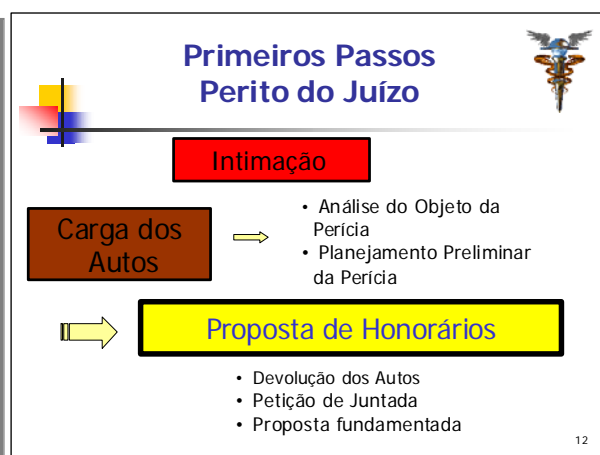 Primeiros Passos
Perito do Juízo
Intimação
Carga dos
Autos
• Análise do Objeto da
Perícia
• Planejamento Preliminar
da Perícia
Proposta de Honorários
• Devolução dos Autos
• Petição de Juntada
• Proposta fundamentada
12